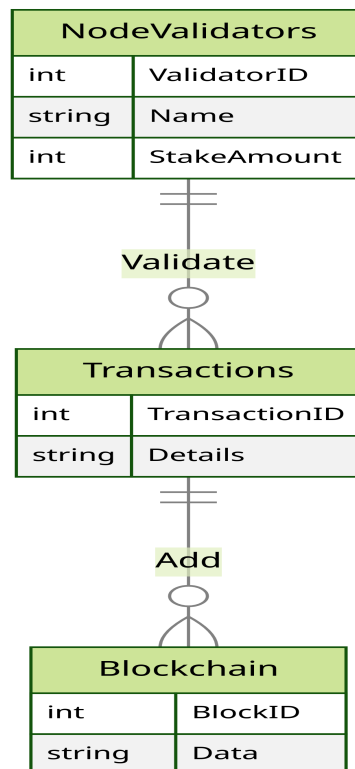 NodeValidators
int ValidatorID
string Name
int StakeAmount
Validate
Transactions
int TransactionID
string Details
Add
Blockchain
int BlockID
string Data